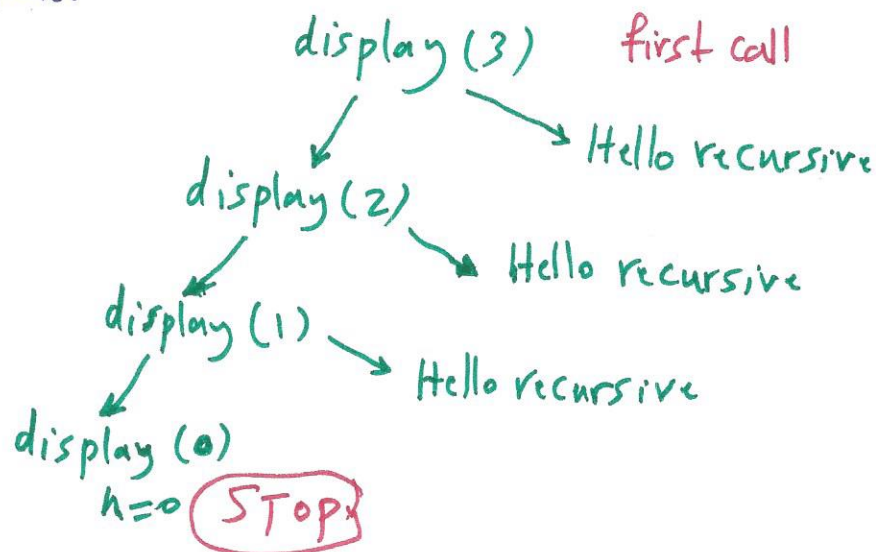 display (3) first call
Hello recursive
display (2)
Hello recursive
display (1)
Hello recursive
display (0)
n=0 STOP